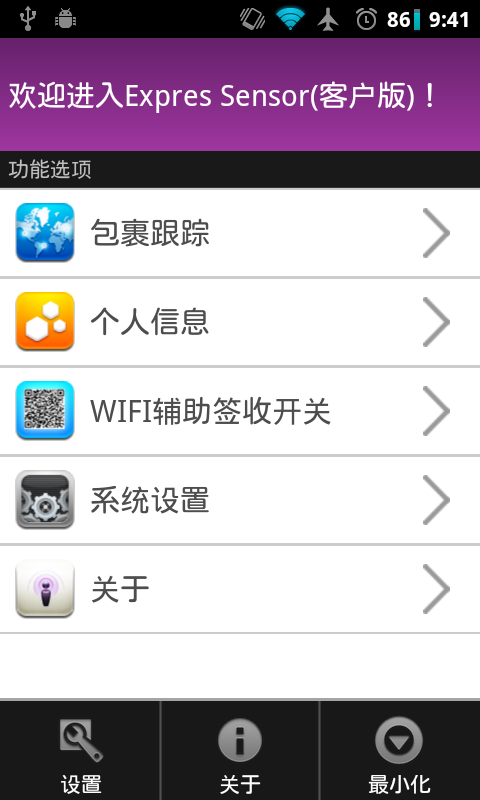 86 9:41
欢迎进入Expres Sensor(客户版)！
功能选项
包裹跟踪
个人信息
WIFI辅助签收开关
系统设置
关于
设置 关于 最小化